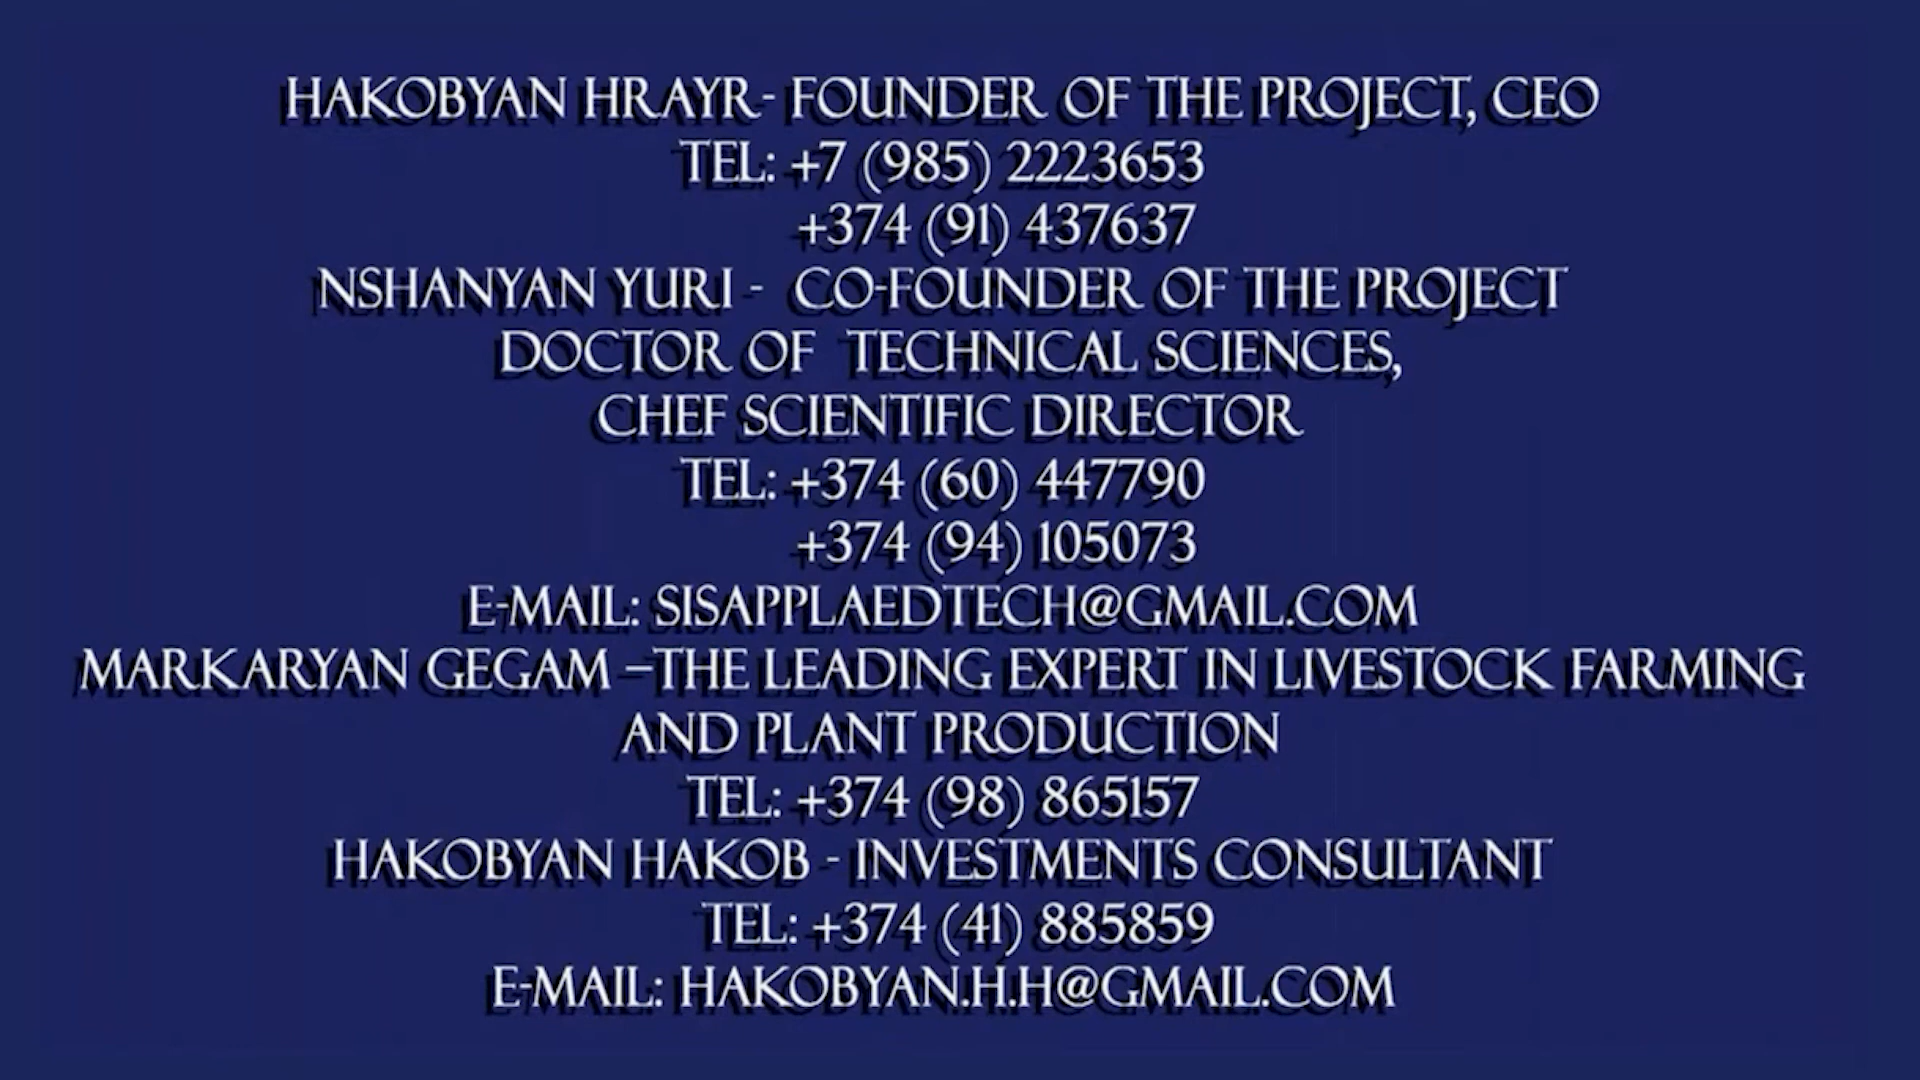 HAKOBYAN HRAYR- FOUNDER OF THE PROJECT, CEO
TEL: +7 (985) 2223653
+374 (91) 437637
NSHANYAN YURI - CO-FOUNDER OF THE PROJECT
DOCTOR OF TECHNICAL SCIENCES,
CHEF SCIENTIFIC DIRECTOR
TEL: +374 (60) 447790
+374 (94) 105073
E-MAIL: SISAPPLAEDTECH@GMAIL.COM
MARKARYAN GEGAM –THE LEADING EXPERT IN LIVESTOCK FARMING
AND PLANT PRODUCTION
TEL: +374 (98) 865157
HAKOBYAN HAKOB - INVESTMENTS CONSULTANT
TEL: +374 (41) 885859
E-MAIL: HAKOBYAN.H.H@GMAIL.COM